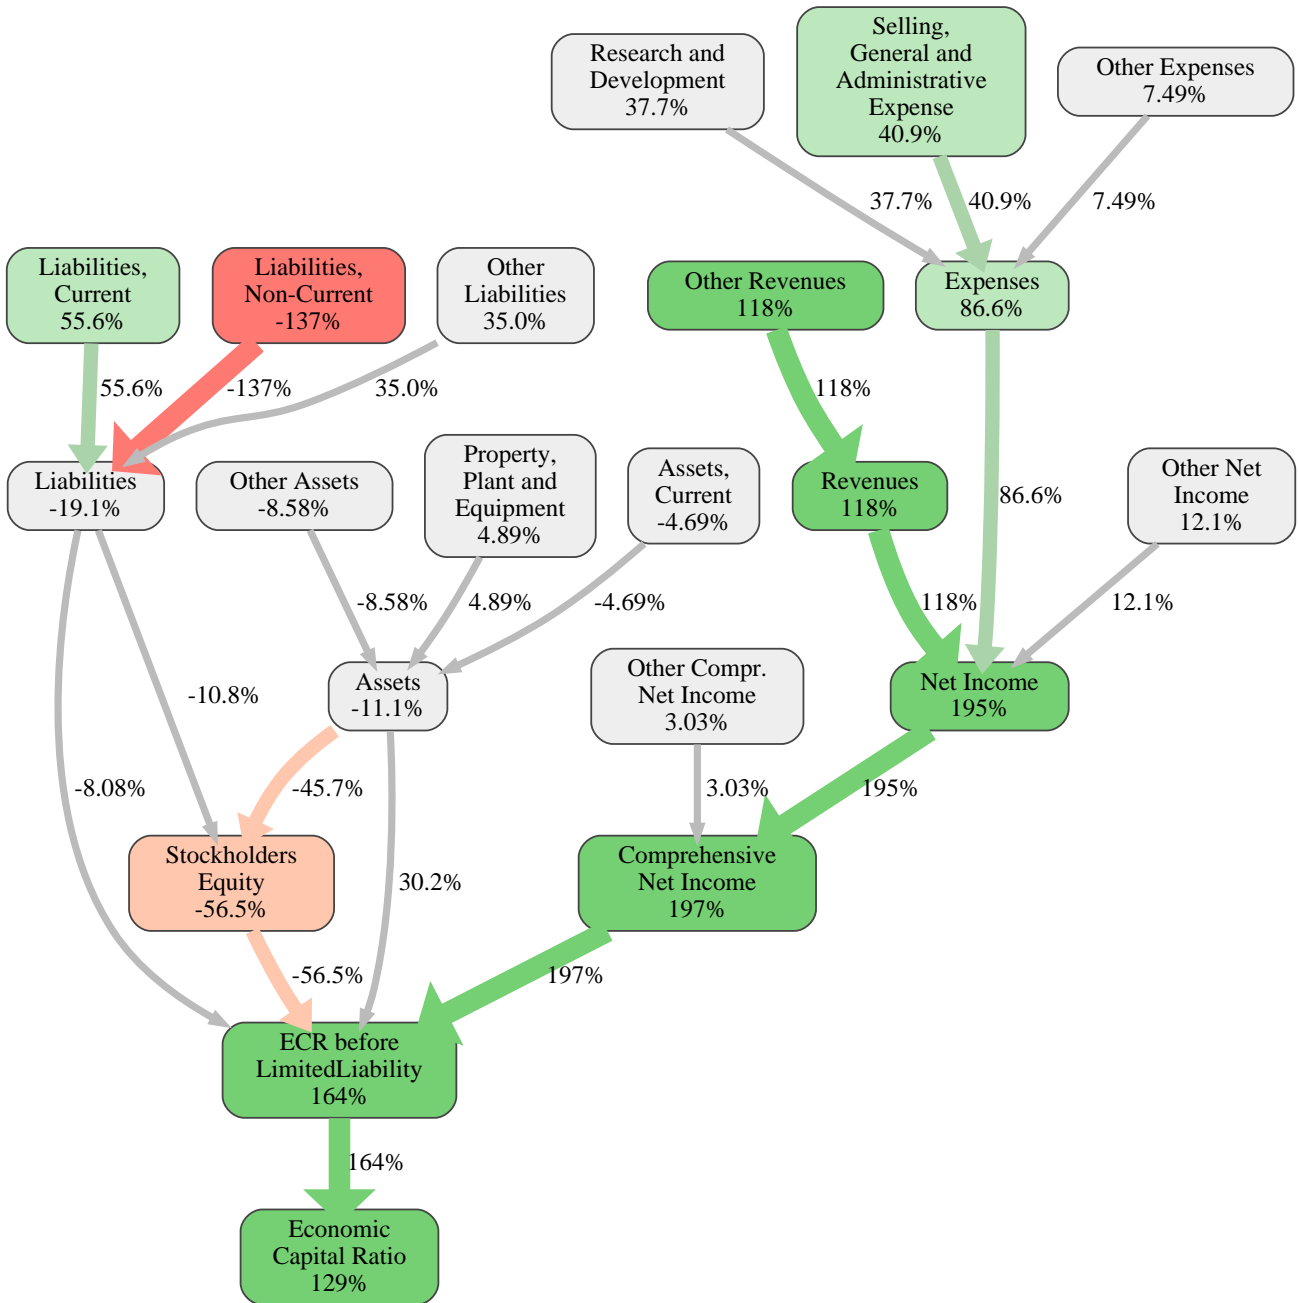 Research and
Development
37.7%
Selling,
General and
Administrative
Expense
40.9%
Other Expenses
7.49%
37.7%
40.9%
7.49%
Liabilities,
Current
55.6%
Liabilities,
Non-Current
-137%
Other
Liabilities
35.0%
Other Revenues
118%
Expenses
86.6%
55.6%
-137%
35.0%
118%
Liabilities
-19.1%
Other Assets
-8.58%
Property,
Plant and
Equipment
4.89%
Assets,
Current
-4.69%
Revenues
118%
86.6%
Other Net
Income
12.1%
-8.58%
4.89%
-4.69%
118%
12.1%
-10.8%
Assets
-11.1%
Other Compr.
Net Income
3.03%
Net Income
195%
-8.08%
-45.7%
3.03%
195%
Stockholders
Equity
-56.5%
30.2%
Comprehensive
Net Income
197%
-56.5%
197%
ECR before
LimitedLiability
164%
164%
Economic
Capital Ratio
129%